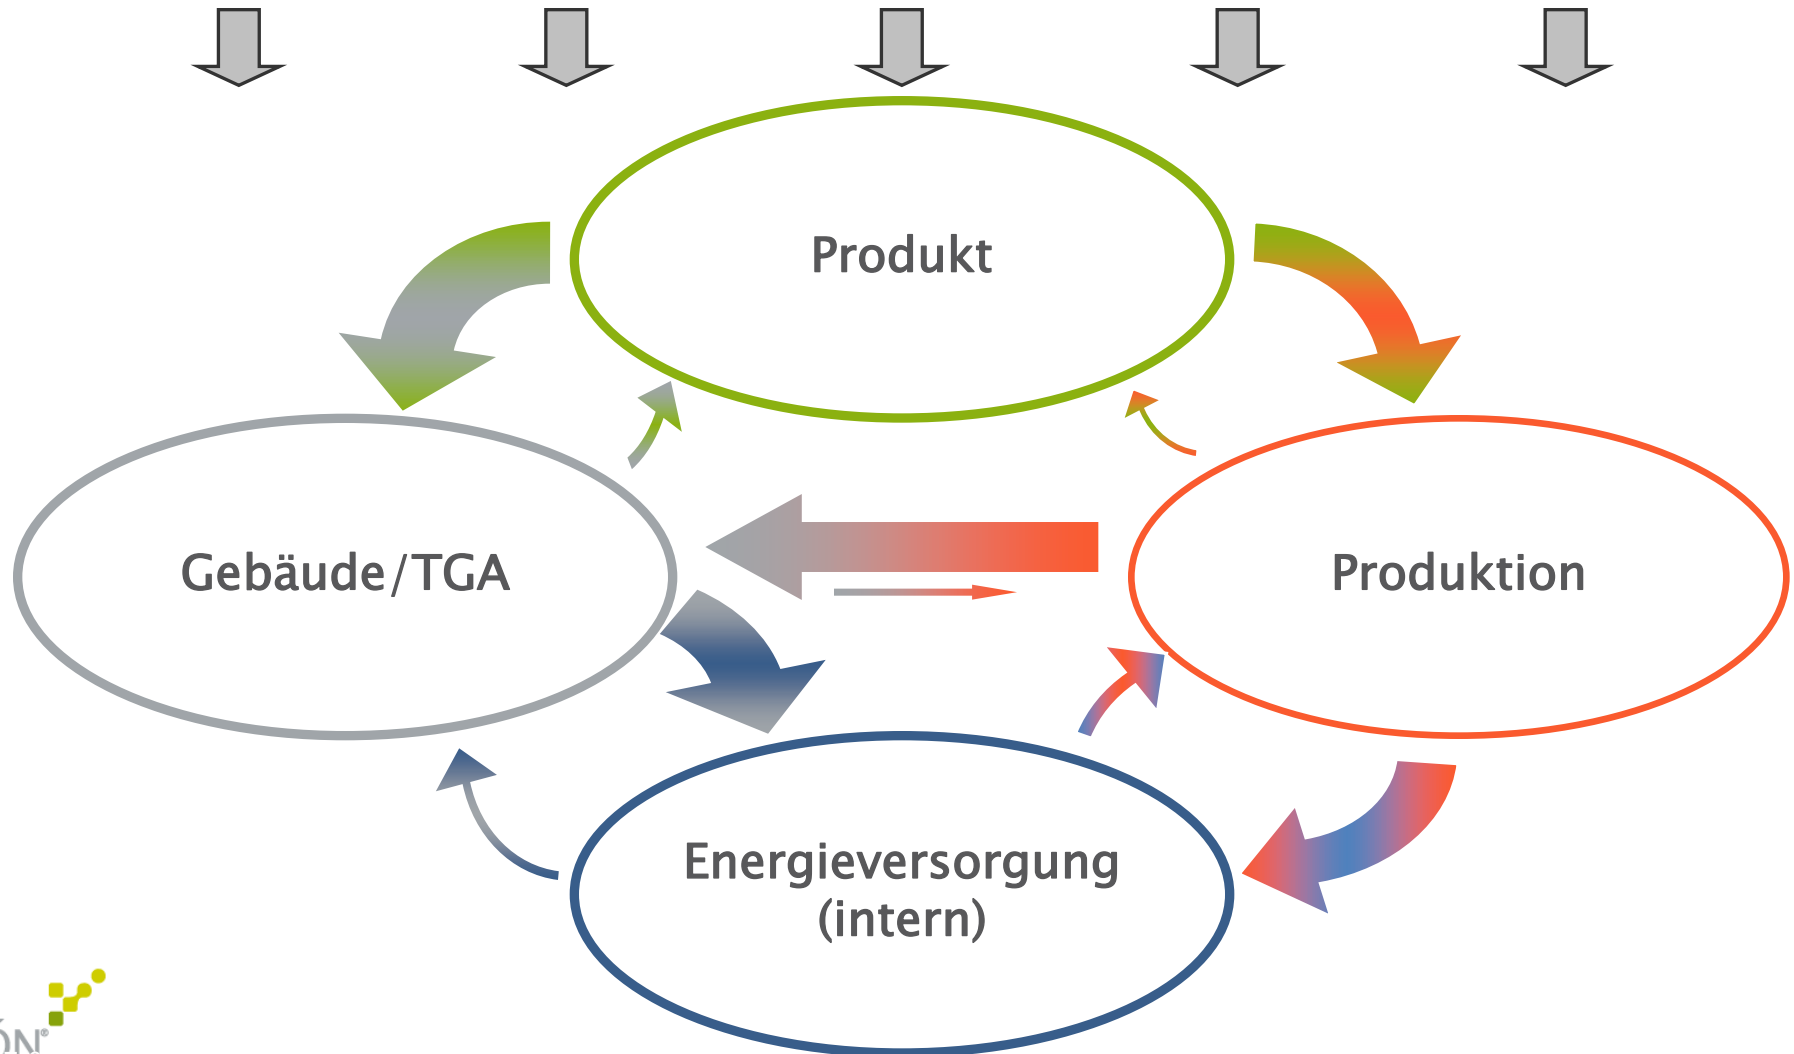 Produkt
Gebäude/TGA
Produktion
Energieversorgung
(intern)